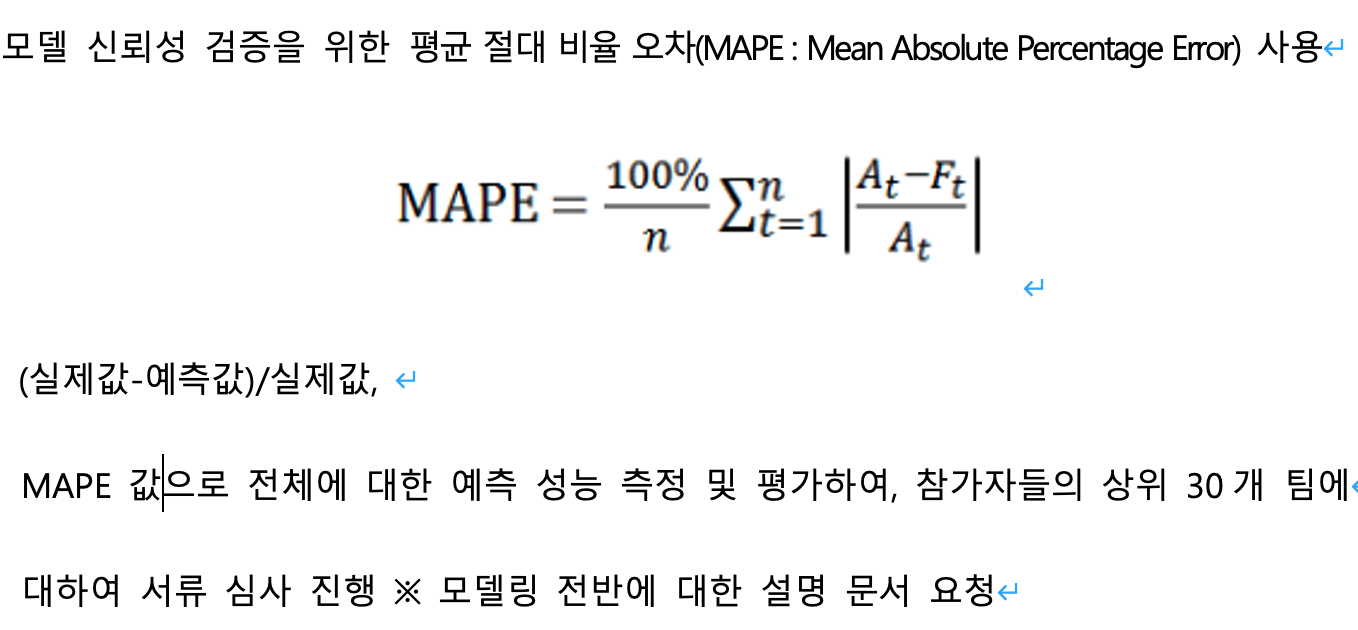 모델 신뢰성 검증을 위한 평균 절대 비율 오차(MAPE : Mean Absolute Percentage Error) 사용
MAPE = \frac{100\%}{n} \sum_{t=1}^{n} \left| \frac{A_t - F_t}{A_t} \right|
(실제값-예측값)/실제값,
MAPE 값으로 전체에 대한 예측 성능 측정 및 평가하여, 참가자들의 상위 30개 팀에
대하여 서류 심사 진행 ※ 모델링 전반에 대한 설명 문서 요청